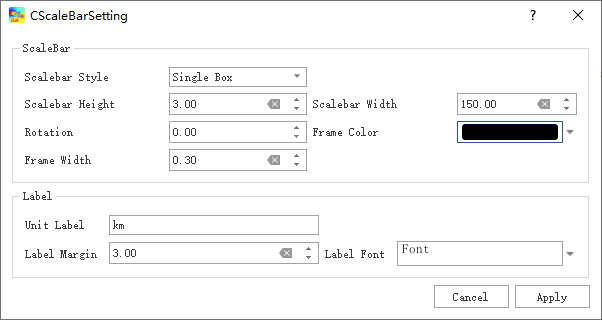 CScaleBarSetting
ScaleBar
Scalebar Style Single Box
Scalebar Height 3.00 Scalebar Width 150.00
Rotation 0.00 Frame Color
Frame Width 0.30
Label
Unit Label km
Label Margin 3.00 Label Font Font
Cancel Apply